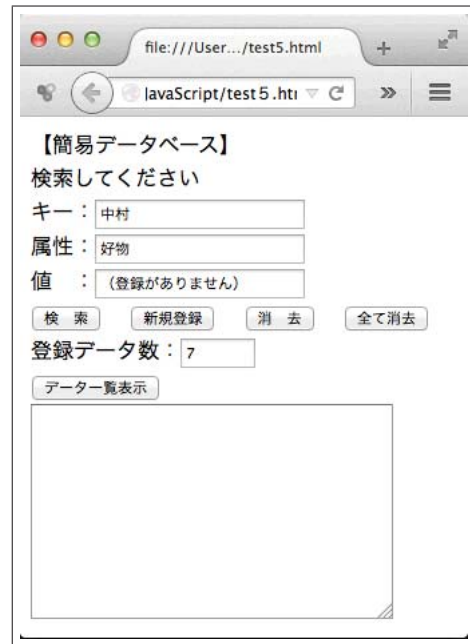 file:///User.../test5.html
JavaScript/test５.htı
【簡易データベース】
検索してください
キー：中村
属性：好物
値　：（登録がありません）
検　索　新規登録　消　去　全て消去
登録データ数：7
データ一覧表示